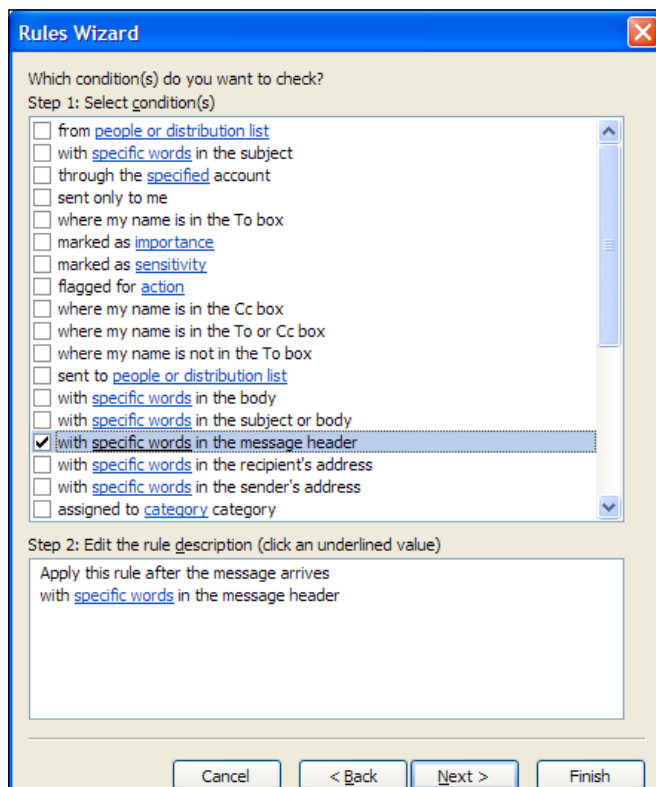 Rules Wizard
Which condition(s) do you want to check?
Step 1: Select condition(s)
from people or distribution list
with specific words in the subject
through the specified account
sent only to me
where my name is in the To box
marked as importance
marked as sensitivity
flagged for action
where my name is in the Cc box
where my name is in the To or Cc box
where my name is not in the To box
sent to people or distribution list
with specific words in the body
with specific words in the subject or body
with specific words in the message header
with specific words in the recipient's address
with specific words in the sender's address
assigned to category category
Step 2: Edit the rule description (click an underlined value)
Apply this rule after the message arrives
with specific words in the message header
Cancel < Back Next > Finish